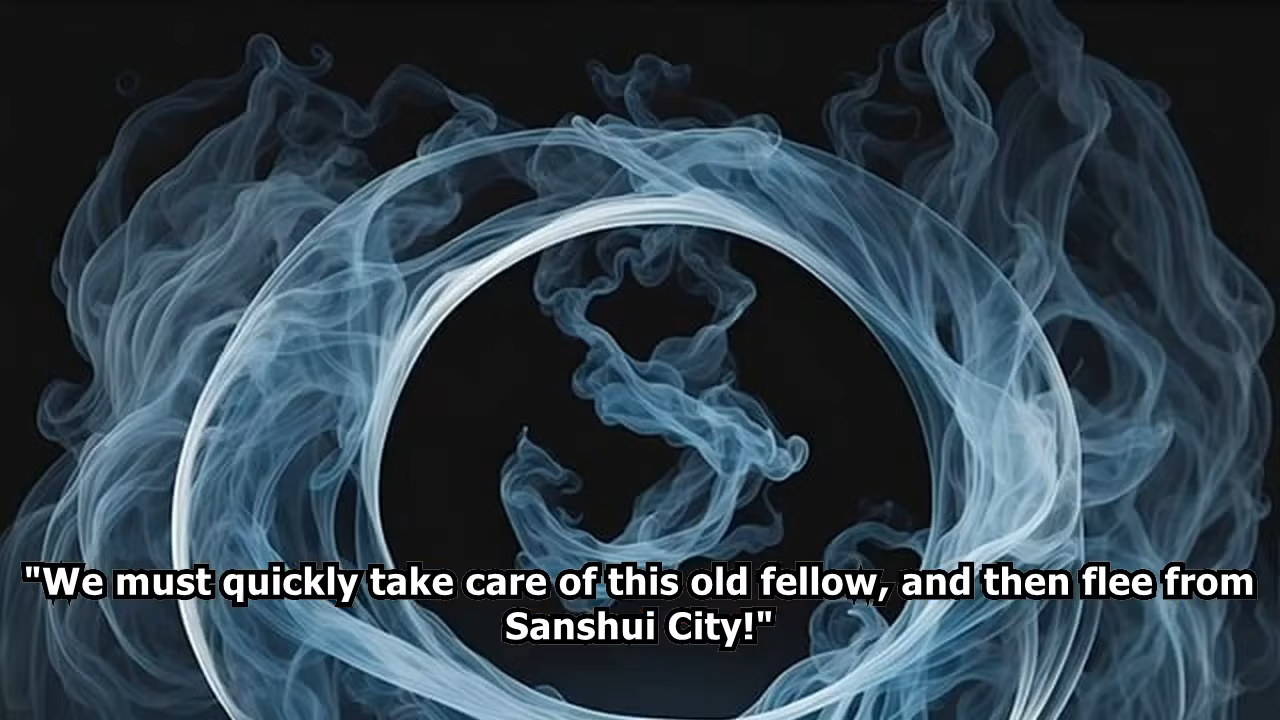 "We must quickly take care of this old fellow, and then flee from
Sanshui City!"